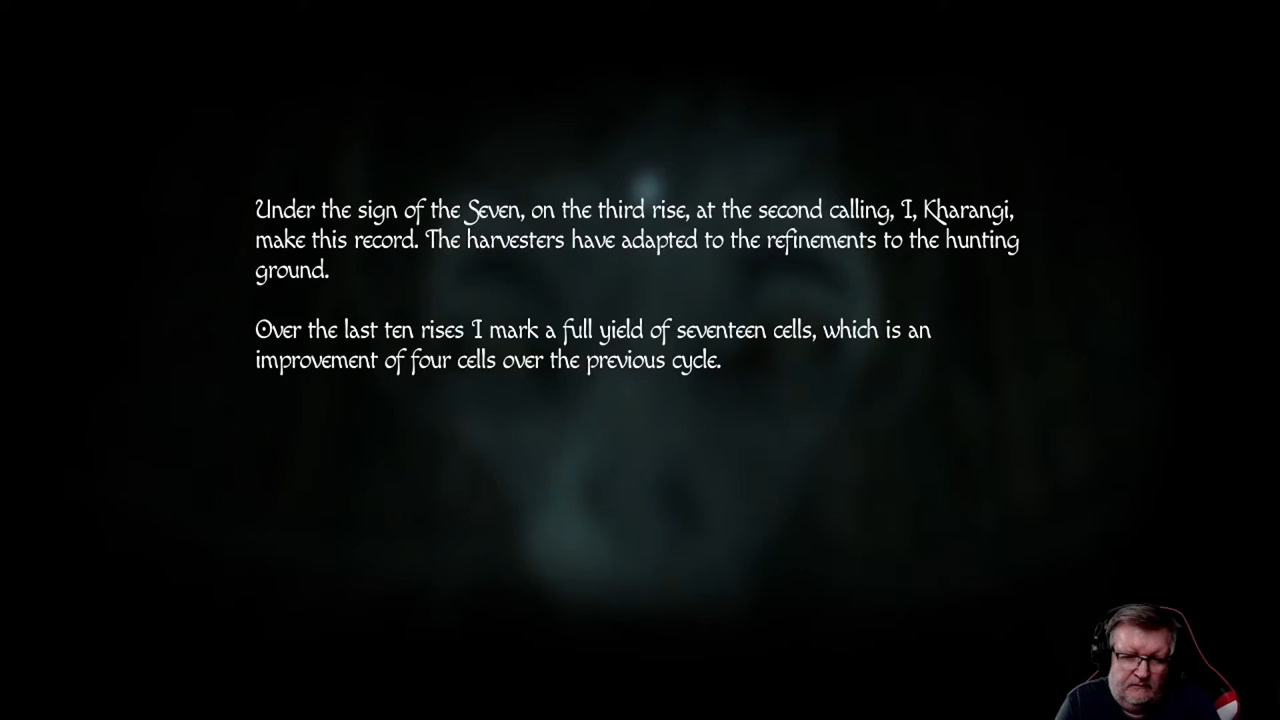 Under the sign of the Seven, on the third rise, at the second calling, I, Kharangi,
make this record. The harvesters have adapted to the refinements to the hunting
ground.
Over the last ten rises I mark a full yield of seventeen cells, which is an
improvement of four cells over the previous cycle.